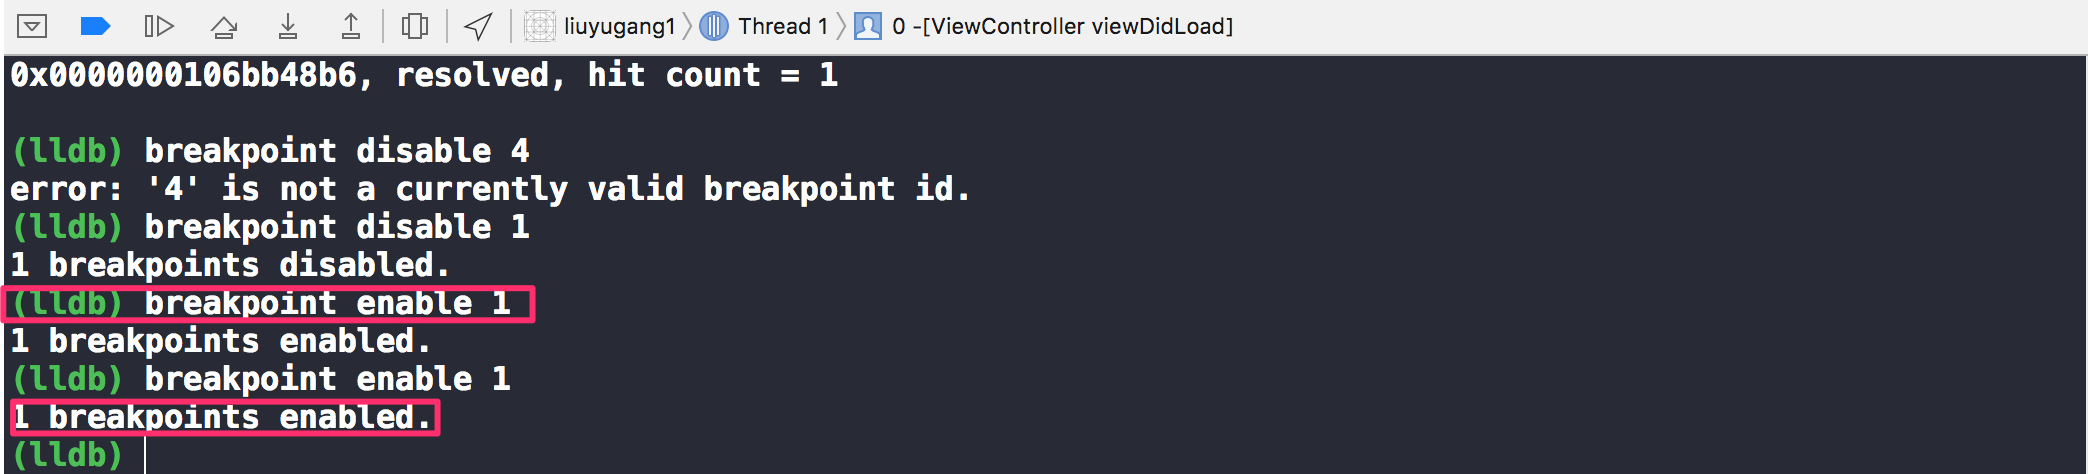 liuyugang1 Thread 1 0 -[ViewController viewDidLoad]
0x0000000106bb48b6, resolved, hit count = 1
(lldb) breakpoint disable 4
error: '4' is not a currently valid breakpoint id.
(lldb) breakpoint disable 1
1 breakpoints disabled.
(lldb) breakpoint enable 1
1 breakpoints enabled.
(lldb) breakpoint enable 1
1 breakpoints enabled.
(lldb)